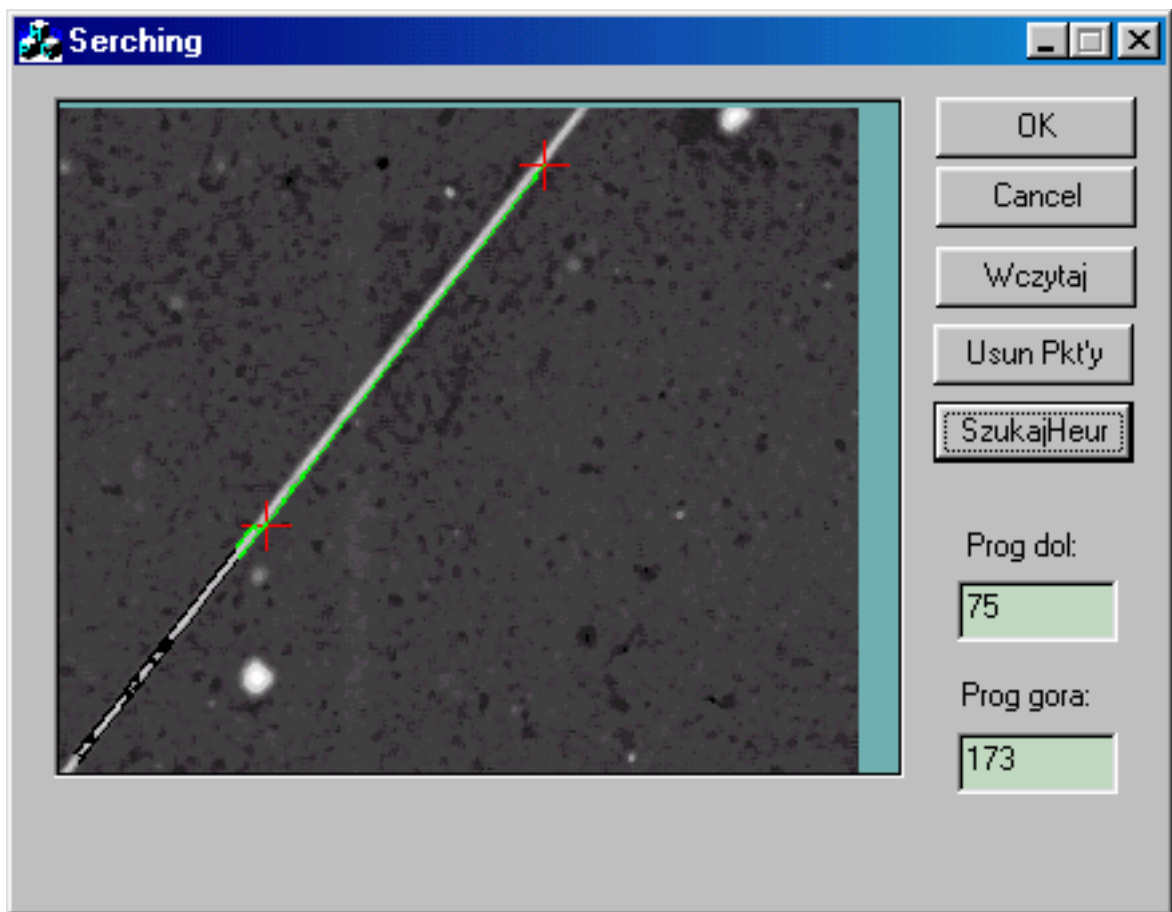 Serching
OK
Cancel
Wczytaj
Usun Pkt'y
SzukajHeur
Prog dol:
75
Prog gora:
173